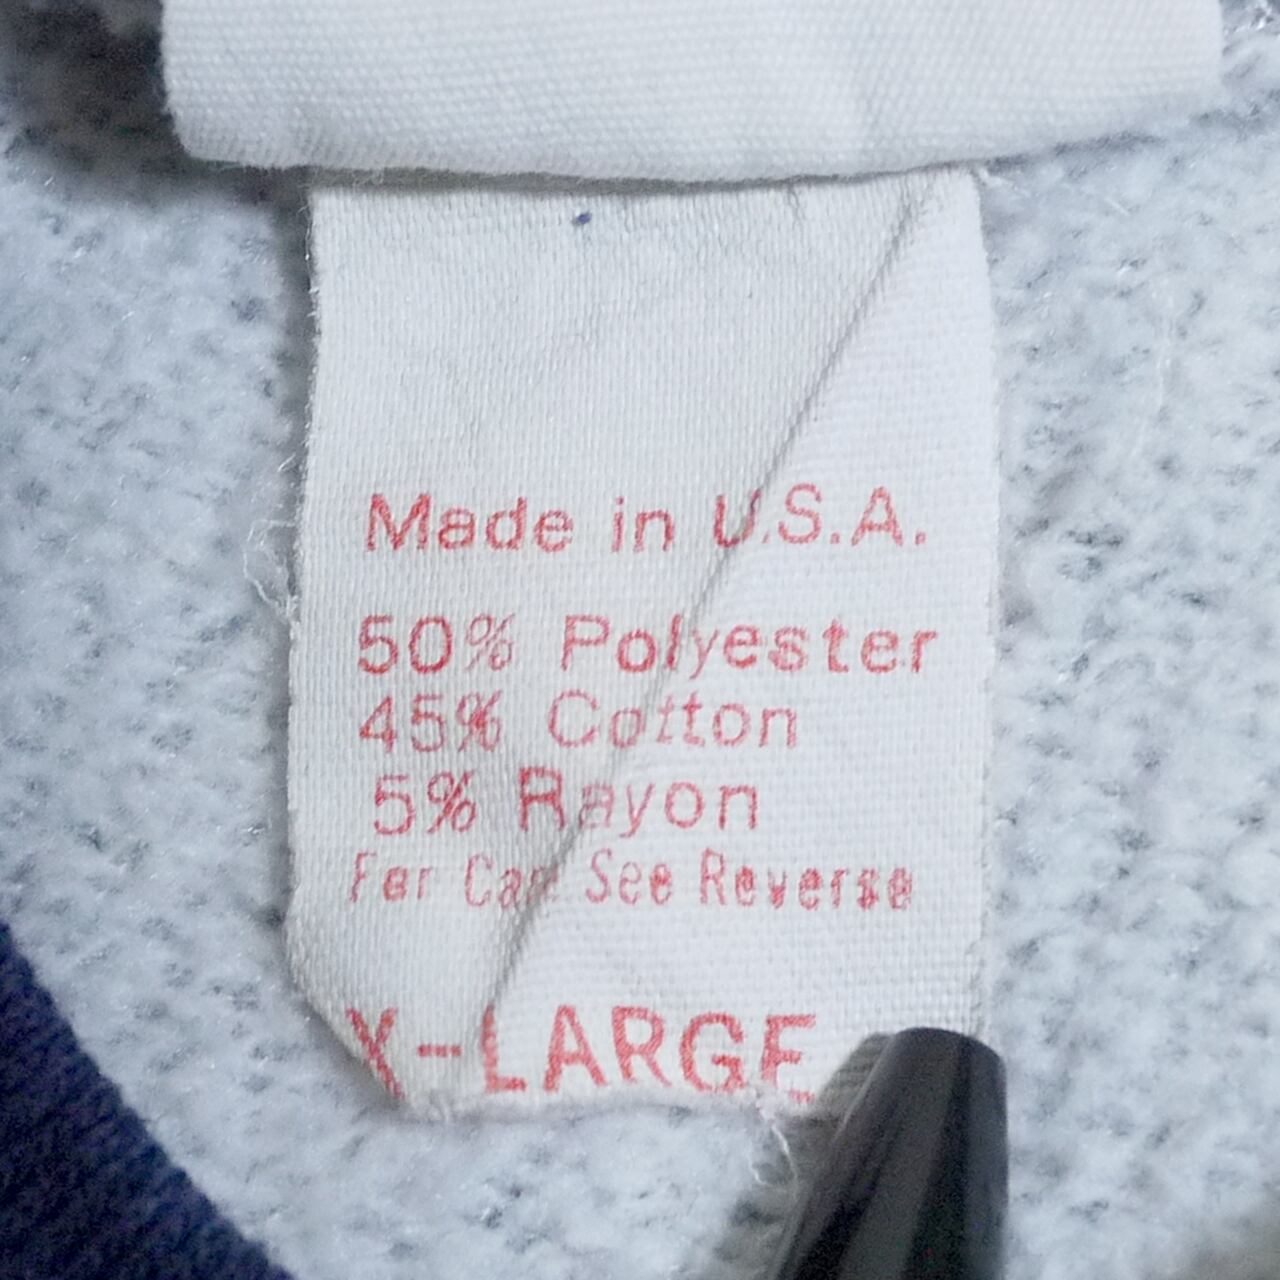 Made in U.S.A.
50% Polyester
45% Cotton
5% Rayon
For Care See Reverse
X-LARGE